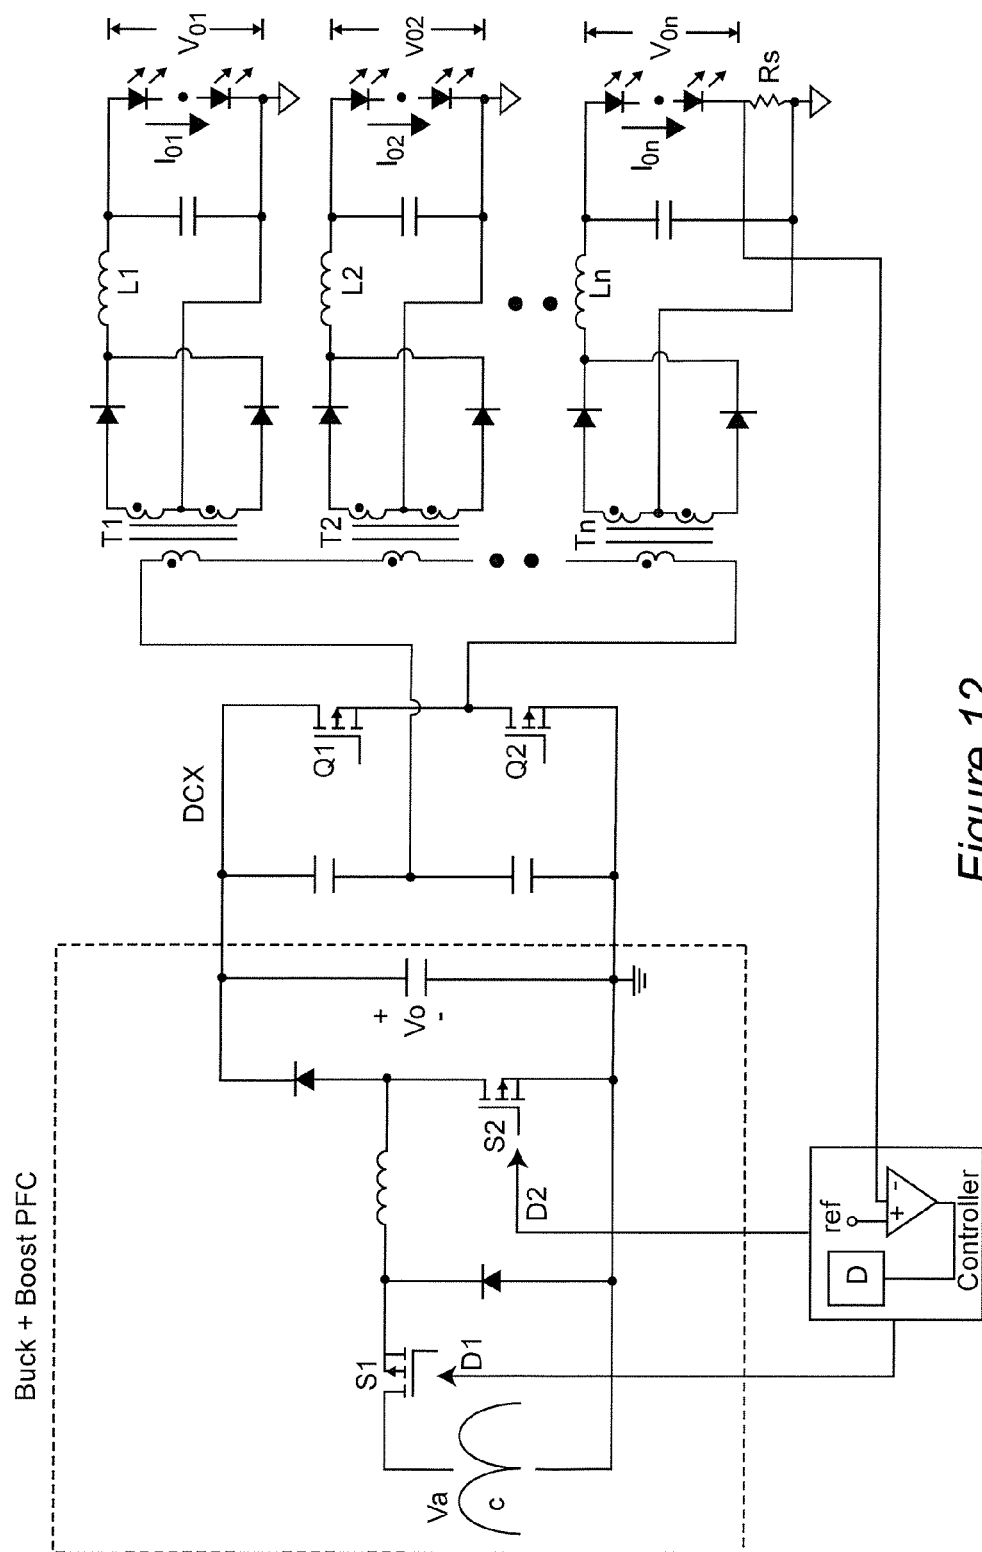 Buck + Boost PFC
Va
c
S1
D1
S2
D2
+
Vo
-
DCX
Q1
Q2
T1
L1
I01
V01
T2
L2
I02
V02
Tn
Ln
I0n
V0n
Rs
D
ref
+
-
Controller
Figure 12